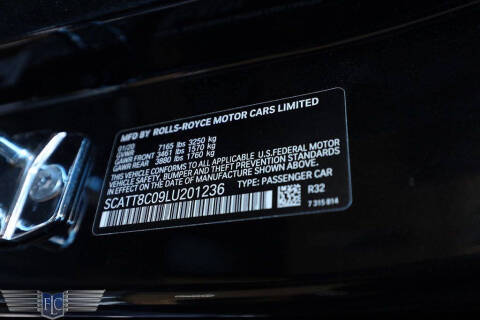 MFD BY ROLLS-ROYCE MOTOR CARS LIMITED
01/20
GVWR 7165 lbs 3250 kg
GAWR FRONT 3461 lbs 1570 kg
GAWR REAR 3880 lbs 1760 kg
CONFORMS TO ALL APPLICABLE U.S.FEDERAL MOTOR
VEHICLE SAFETY, BUMPER AND THEFT PREVENTION STANDARDS
IN EFFECT ON THE DATE OF MANUFACTURE SHOWN ABOVE.
SCATT8C09LU201236 TYPE: PASSENGER CAR
R32
7 315 814
FLC